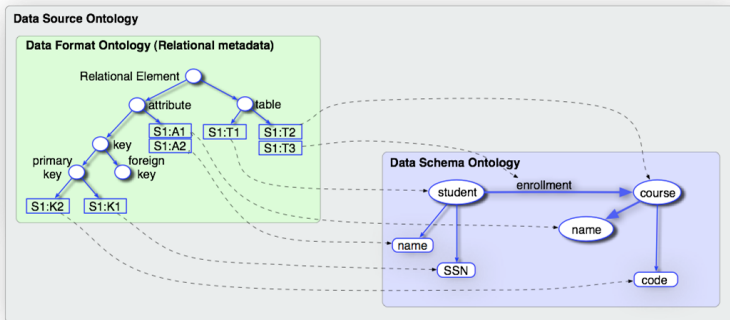 Data Source Ontology
Data Format Ontology (Relational metadata)
Relational Element
attribute
table
S1:A1
S1:T1
S1:T2
S1:A2
S1:T3
key
primary
key
foreign
key
S1:K2
S1:K1
Data Schema Ontology
student
enrollment
course
name
name
SSN
code